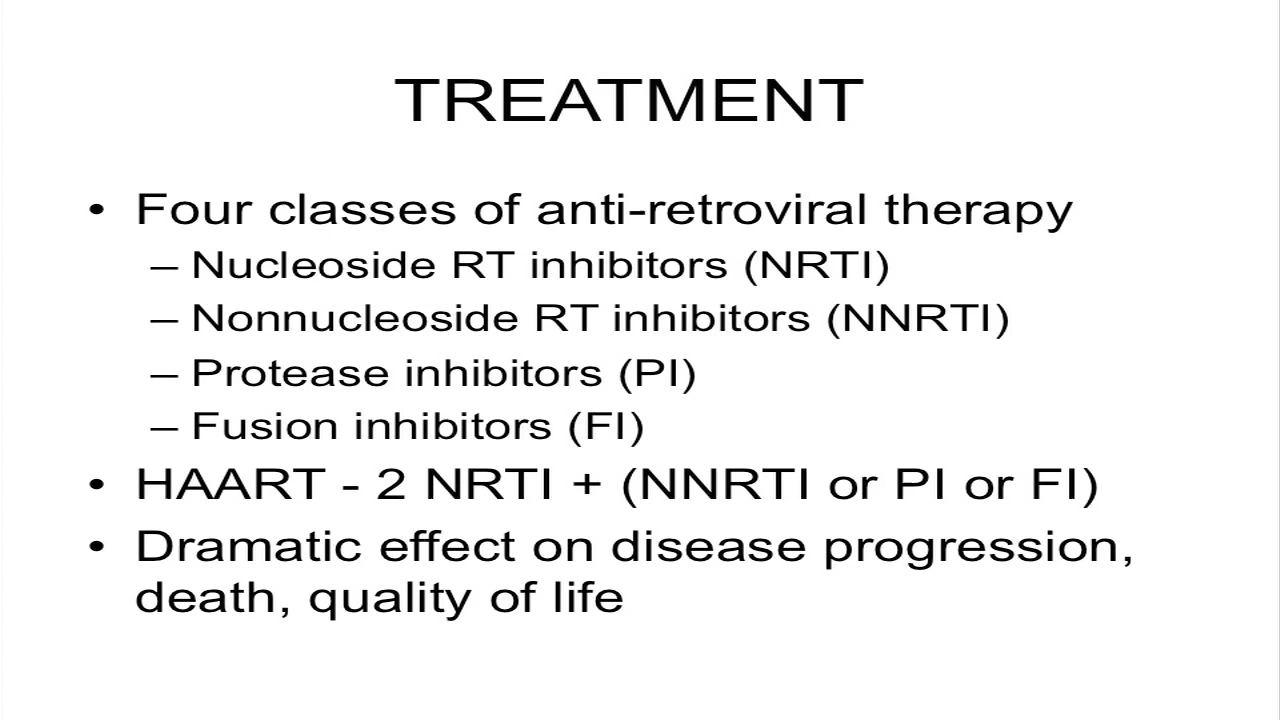 TREATMENT
• Four classes of anti-retroviral therapy
– Nucleoside RT inhibitors (NRTI)
– Nonnucleoside RT inhibitors (NNRTI)
– Protease inhibitors (PI)
– Fusion inhibitors (FI)
• HAART - 2 NRTI + (NNRTI or PI or FI)
• Dramatic effect on disease progression,
death, quality of life